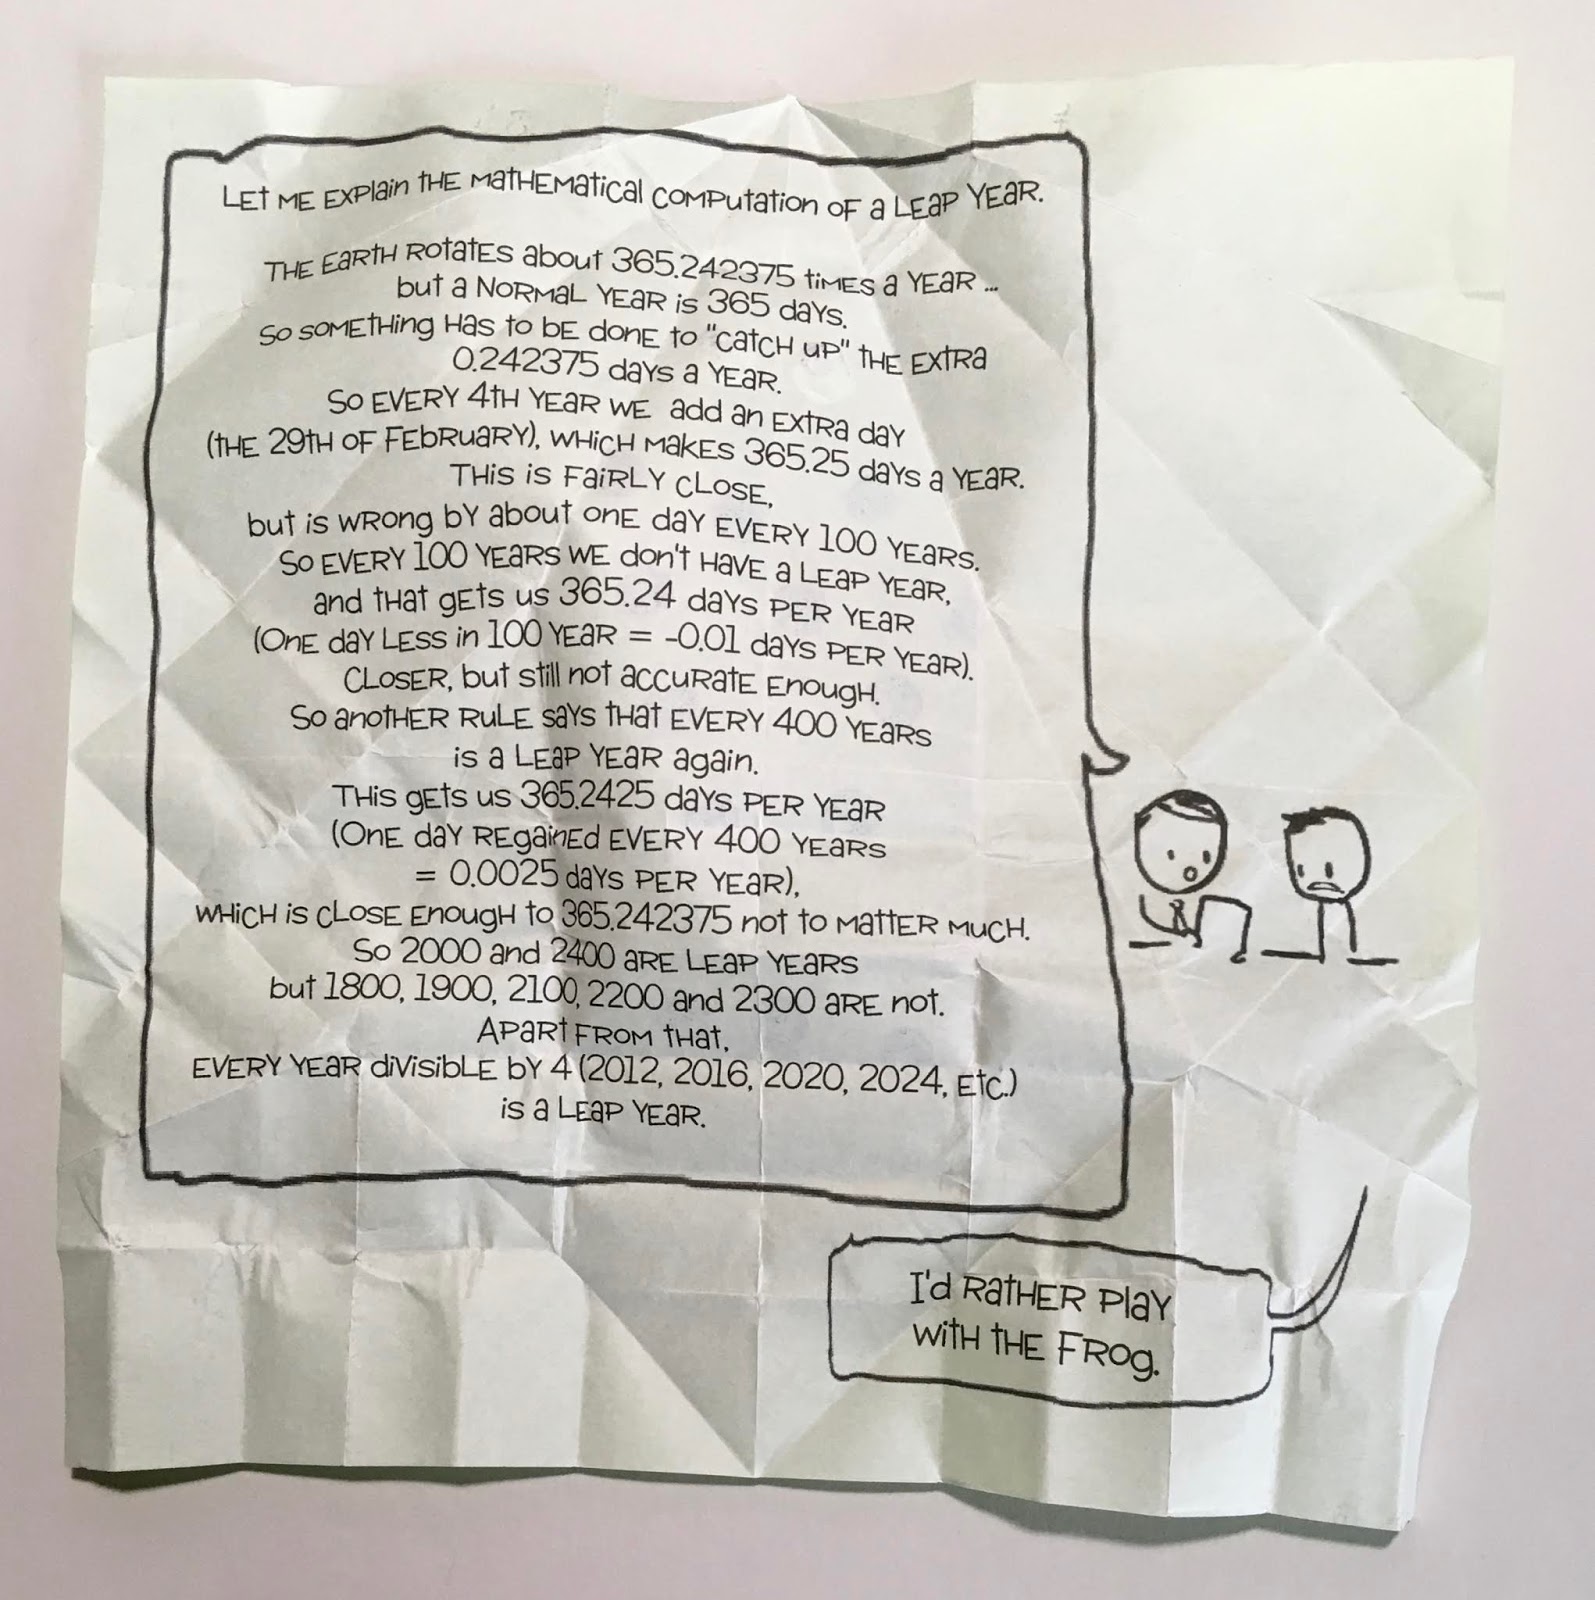 Let me explain the mathematical computation of a leap year.
The Earth rotates about 365.242375 times a year ...
but a normal year is 365 days.
So something has to be done to "catch up" the extra
0.242375 days a year.
So every 4th year we add an extra day
(the 29th of February), which makes 365.25 days a year.
This is fairly close,
but is wrong by about one day every 100 years.
So every 100 years we don't have a leap year,
and that gets us 365.24 days per year
(One day less in 100 year = -0.01 days per year).
Closer, but still not accurate enough.
So another rule says that every 400 years
is a leap year again.
This gets us 365.2425 days per year
(One day regained every 400 years
= 0.0025 days per year),
which is close enough to 365.242375 not to matter much.
So 2000 and 2400 are leap years
but 1800, 1900, 2100, 2200 and 2300 are not.
Apart from that,
every year divisible by 4 (2012, 2016, 2020, 2024, etc.)
is a leap year.
I'd rather play
with the frog.